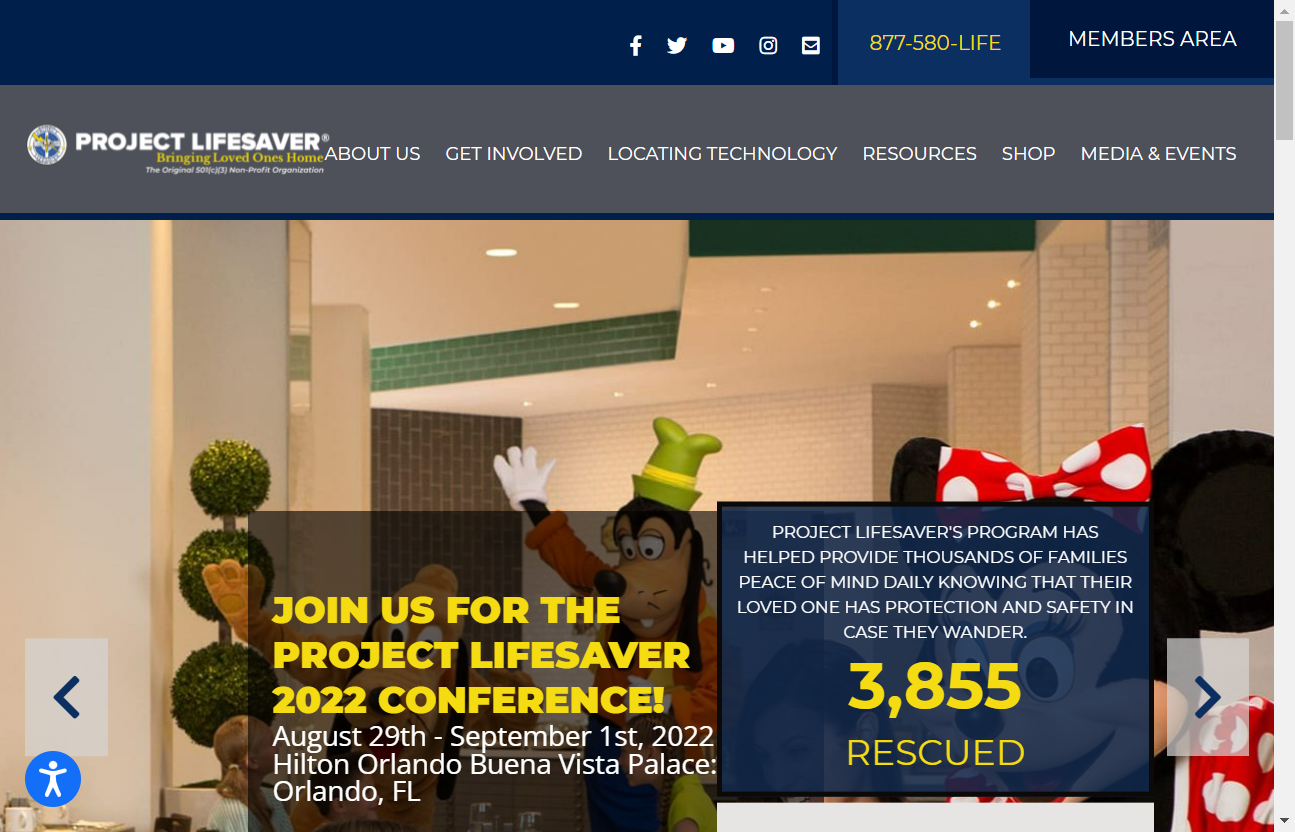 877-580-LIFE
MEMBERS AREA
PROJECT LIFESAVER®
Bringing Loved Ones Home
The Original 501(c)(3) Non-Profit Organization
ABOUT US
GET INVOLVED
LOCATING TECHNOLOGY
RESOURCES
SHOP
MEDIA & EVENTS
JOIN US FOR THE
PROJECT LIFESAVER
2022 CONFERENCE!
August 29th - September 1st, 2022
Hilton Orlando Buena Vista Palace:
Orlando, FL
PROJECT LIFESAVER'S PROGRAM HAS
HELPED PROVIDE THOUSANDS OF FAMILIES
PEACE OF MIND DAILY KNOWING THAT THEIR
LOVED ONE HAS PROTECTION AND SAFETY IN
CASE THEY WANDER.
3,855
RESCUED